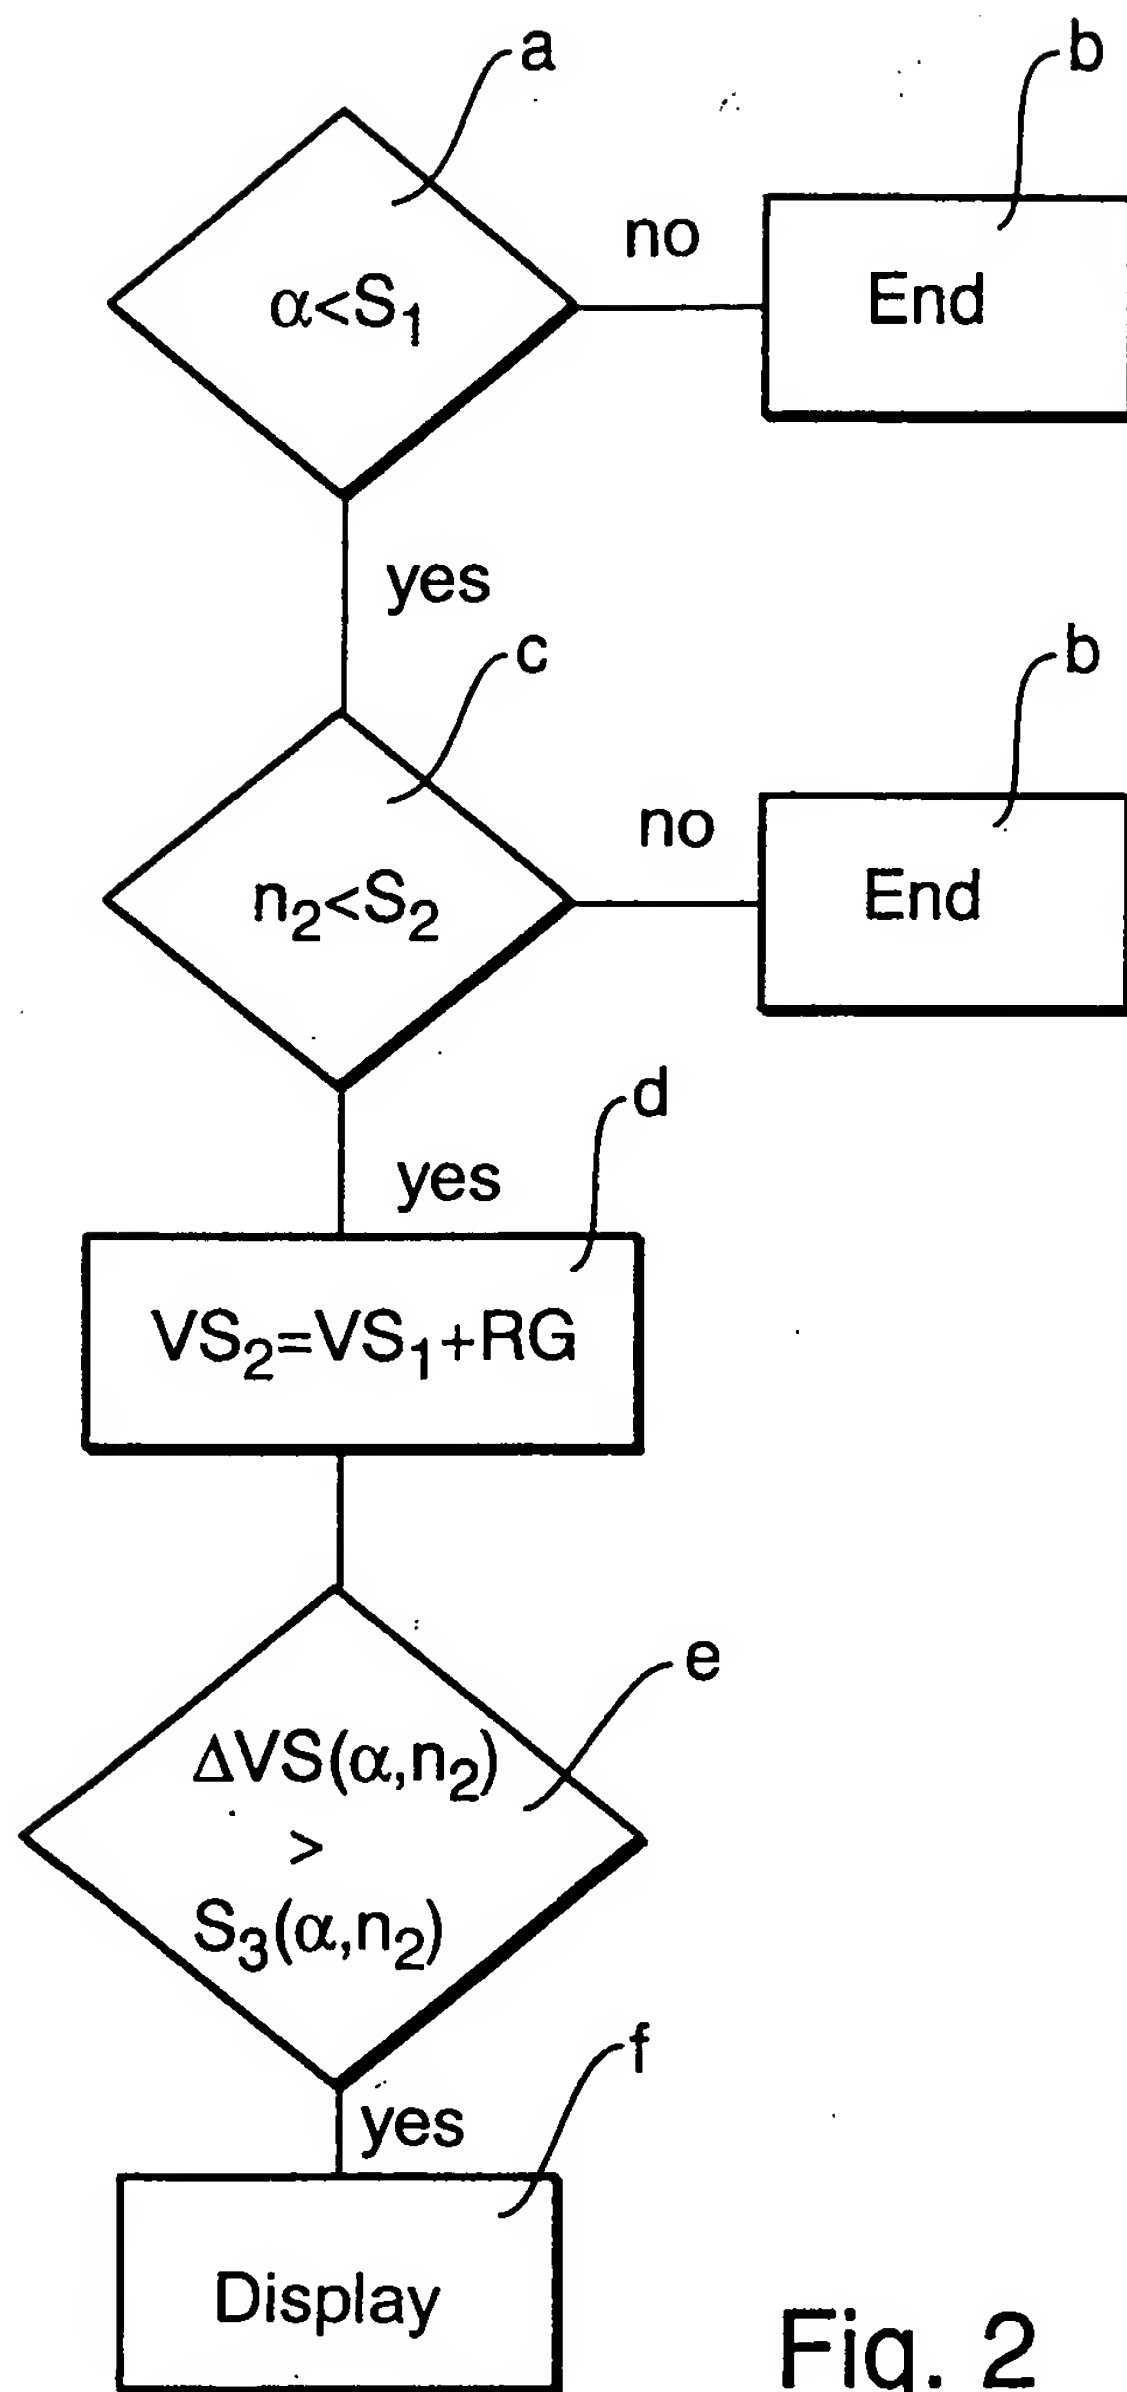 a
b
α<S₁
no
End
yes
c
b
n₂<S₂
no
End
yes
d
VS₂=VS₁+RG
e
ΔVS(α,n₂)
>
S₃(α,n₂)
yes
f
Display
Fig. 2